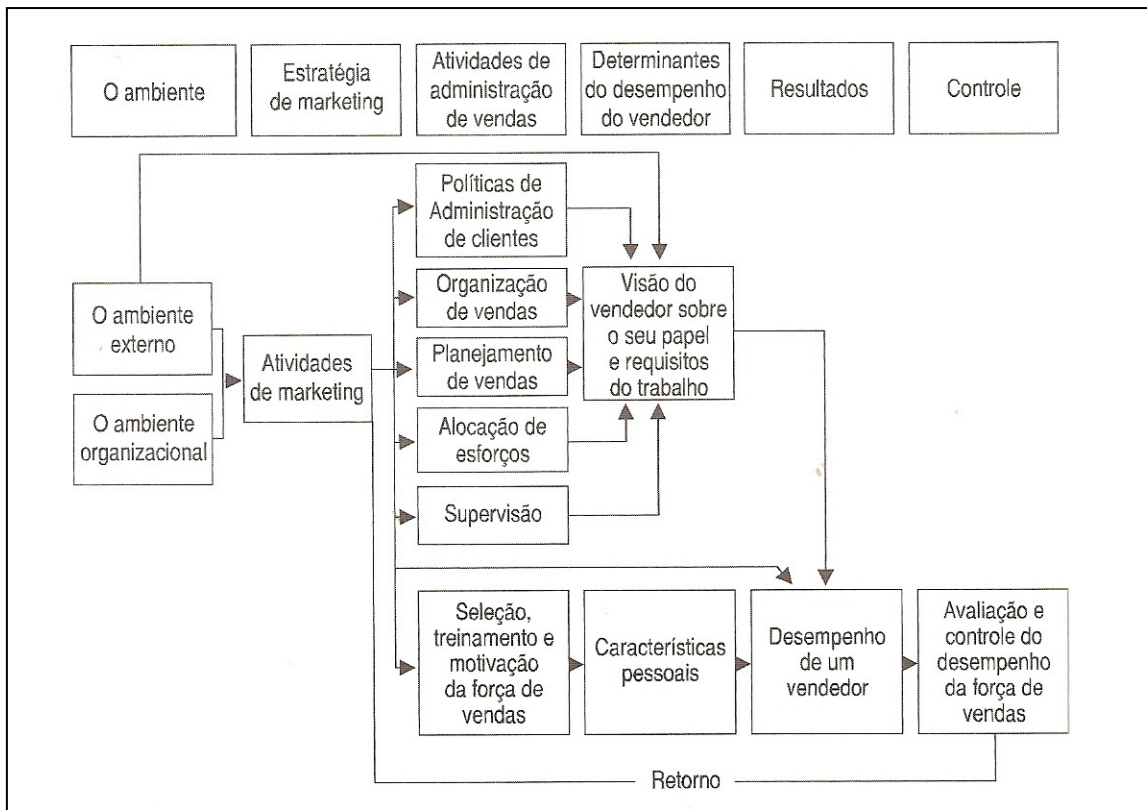 O ambiente
Estratégia
de marketing
Atividades de
administração
de vendas
Determinantes
do desempenho
do vendedor
Resultados
Controle
Políticas de
Administração
de clientes
Organização
de vendas
Planejamento
de vendas
Alocação de
esforços
Supervisão
O ambiente
externo
O ambiente
organizacional
Atividades
de marketing
Visão do
vendedor sobre
o seu papel
e requisitos
do trabalho
Seleção,
treinamento e
motivação
da força de
vendas
Características
pessoais
Desempenho
de um
vendedor
Avaliação e
controle do
desempenho
da força de
vendas
Retorno